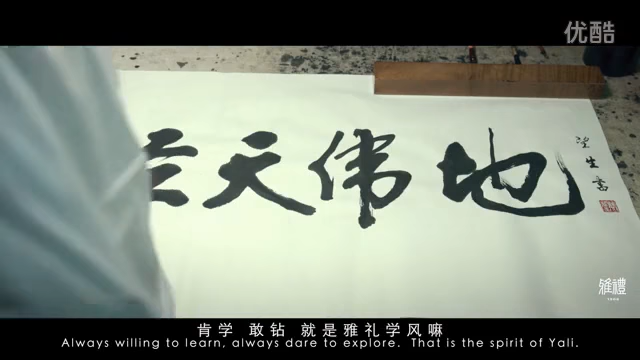 优酷
天伟地
雅禮
肯学 敢钻 就是雅礼学风嘛
Always willing to learn, always dare to explore. That is the spirit of Yali.